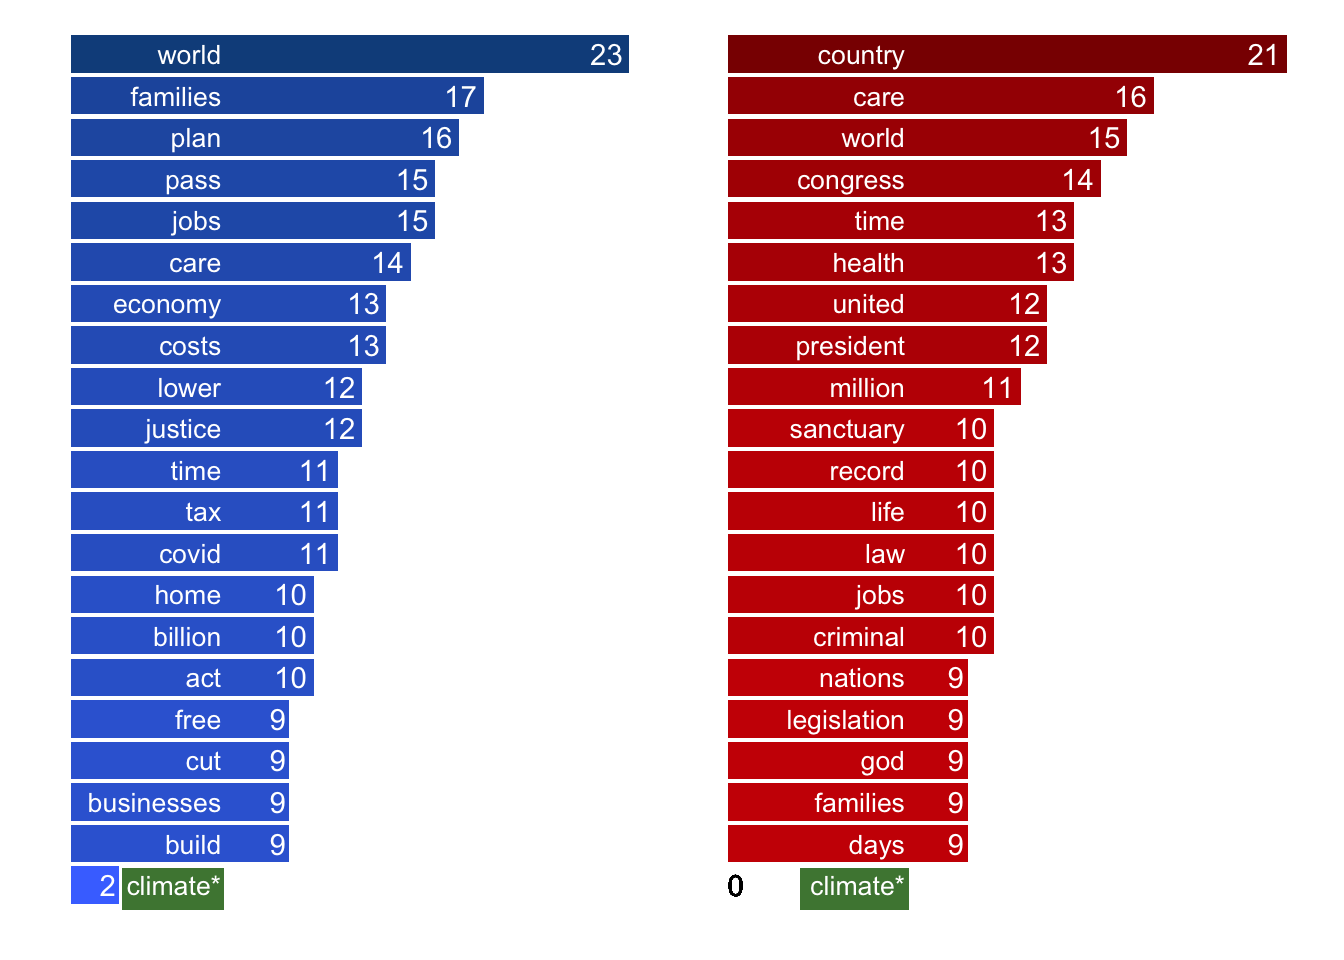 world 23
families 17
plan 16
pass 15
jobs 15
care 14
economy 13
costs 13
lower 12
justice 12
time 11
tax 11
covid 11
home 10
billion 10
act 10
free 9
cut 9
businesses 9
build 9
2 climate*
country 21
care 16
world 15
congress 14
time 13
health 13
united 12
president 12
million 11
sanctuary 10
record 10
life 10
law 10
jobs 10
criminal 10
nations 9
legislation 9
god 9
families 9
days 9
0 climate*